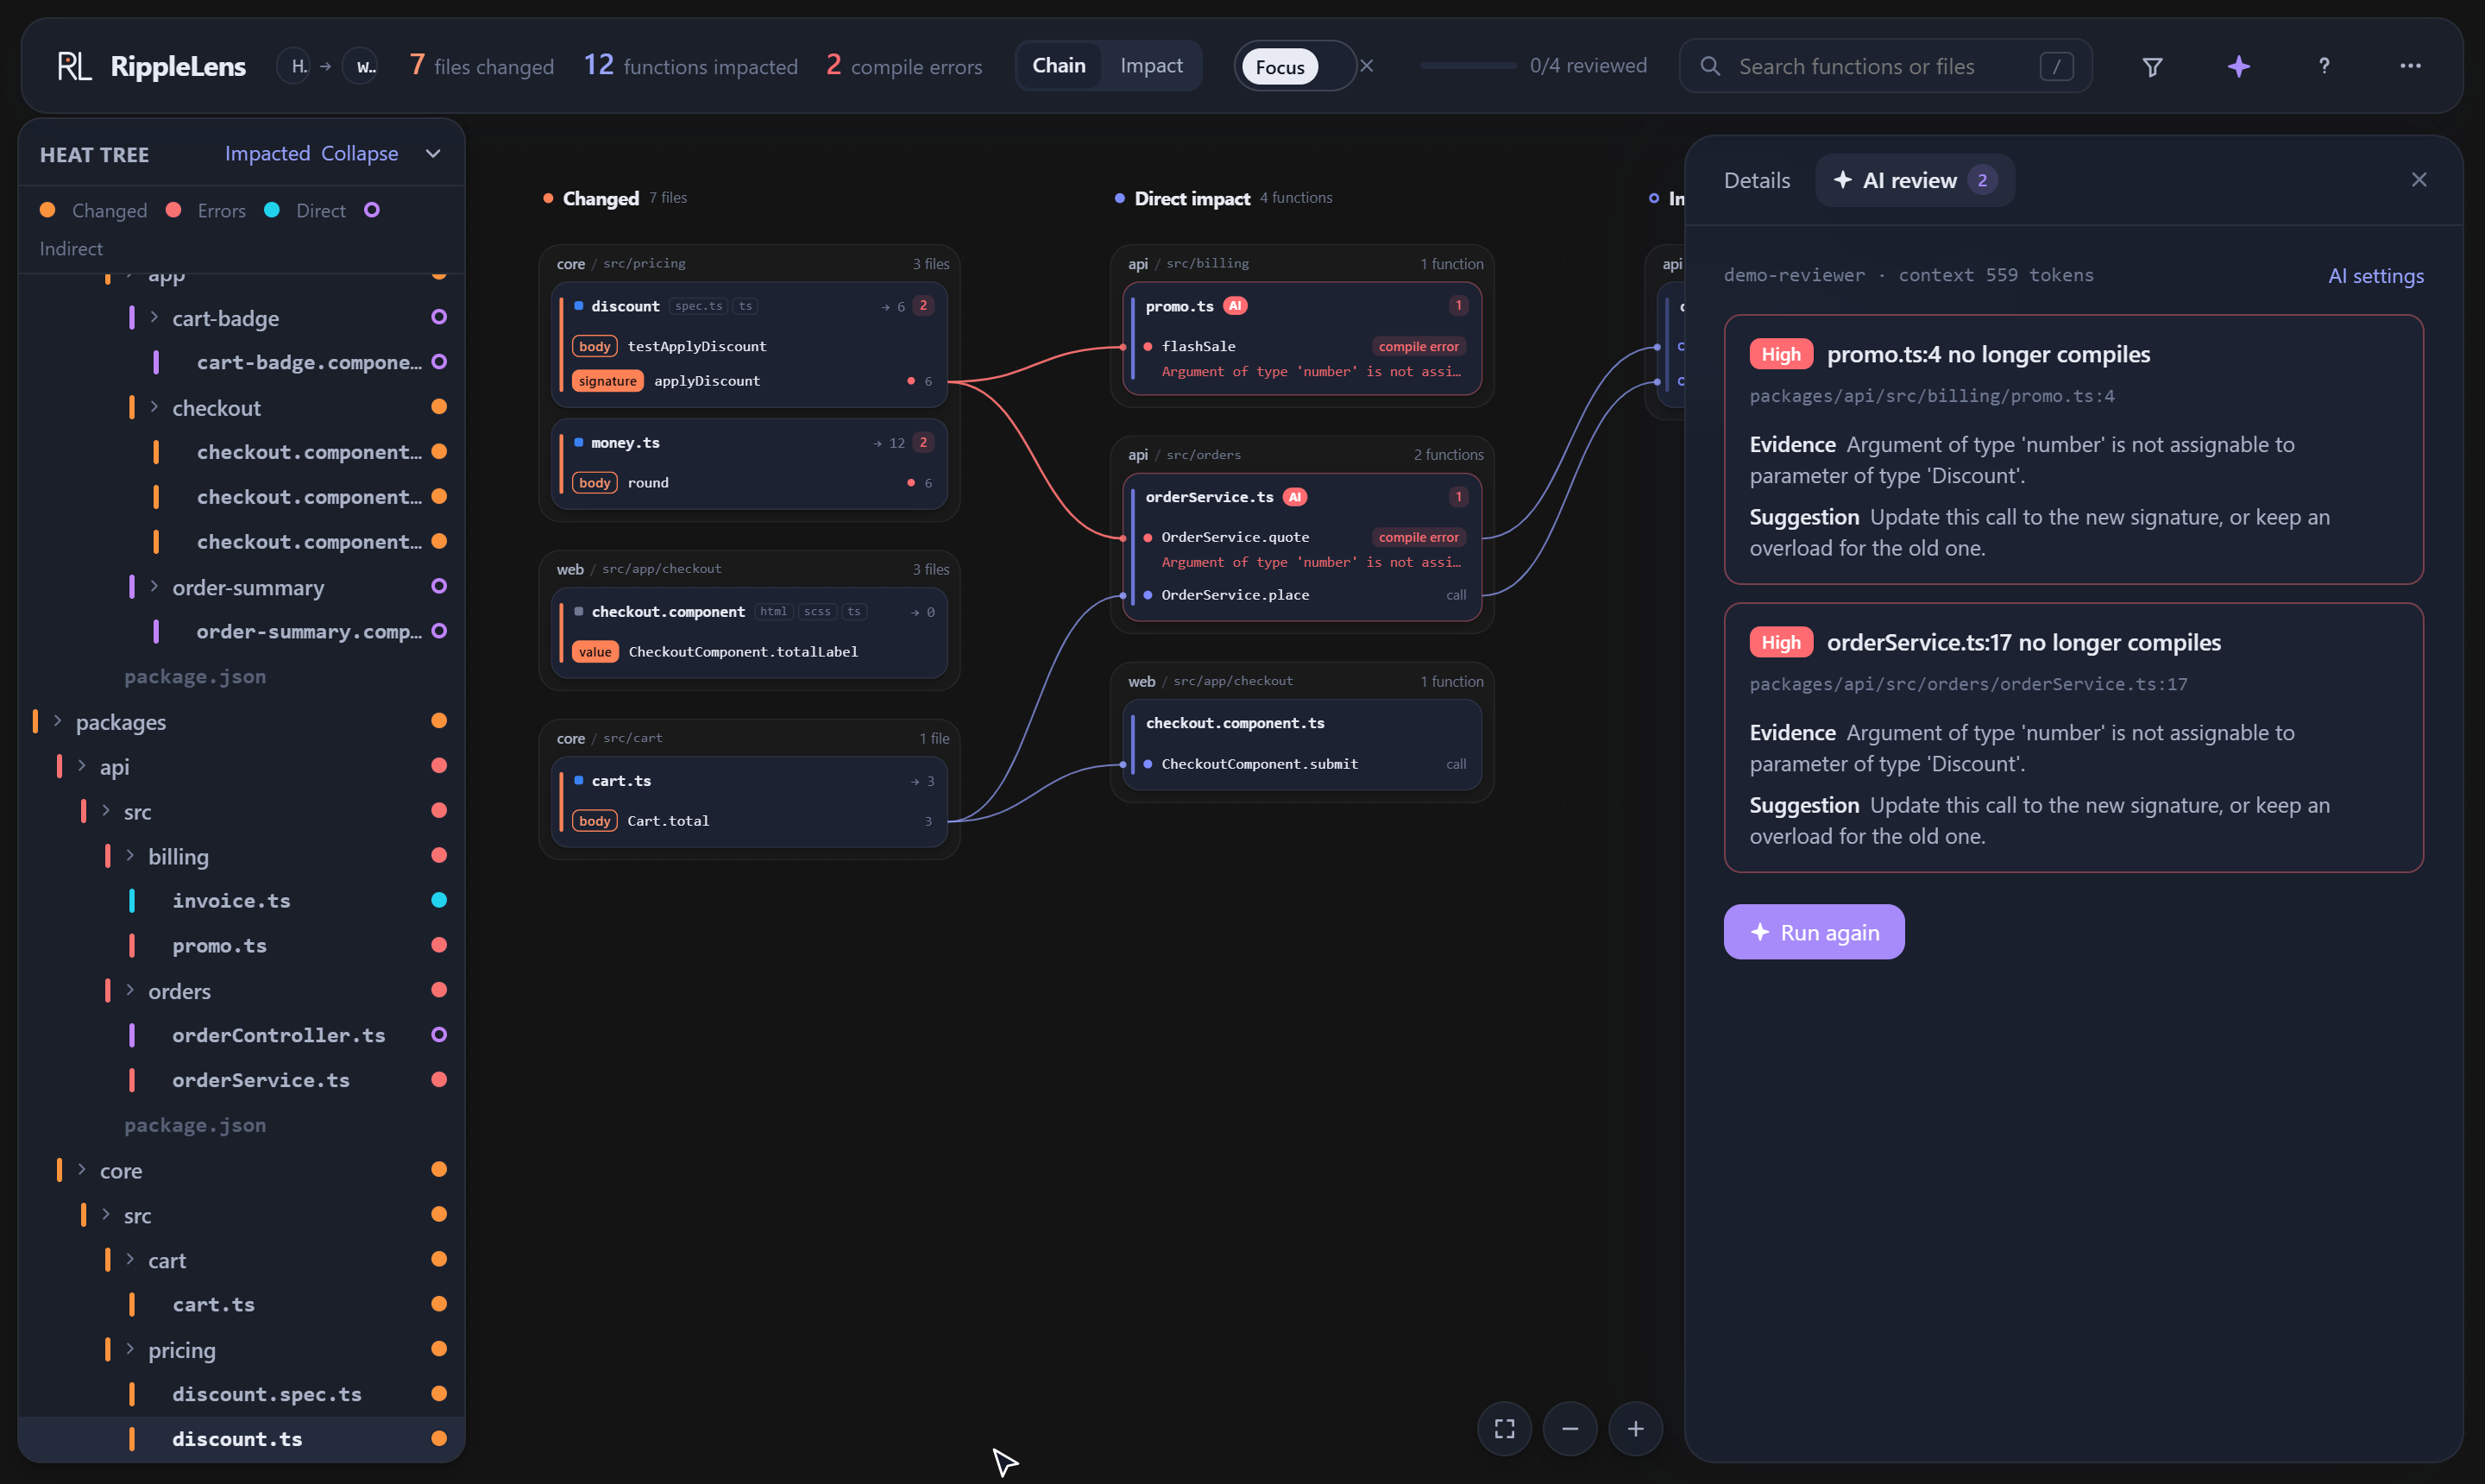 RL RippleLens H. → w.. 7 files changed 12 functions impacted 2 compile errors Chain Impact Focus × 0/4 reviewed Search functions or files / ? ...
HEAT TREE Impacted Collapse
Changed Errors Direct
Indirect
app
cart-badge
cart-badge.compone…
checkout
checkout.component…
checkout.component…
checkout.component…
order-summary
order-summary.comp…
package.json
packages
api
src
billing
invoice.ts
promo.ts
orders
orderController.ts
orderService.ts
package.json
core
src
cart
cart.ts
pricing
discount.spec.ts
discount.ts
Changed 7 files
core / src/pricing 3 files
discount spec.ts ts → 6 2
body testApplyDiscount
signature applyDiscount 6
money.ts → 12 2
body round 6
web / src/app/checkout 3 files
checkout.component html scss ts → 0
value CheckoutComponent.totalLabel
core / src/cart 1 file
cart.ts → 3
body Cart.total 3
Direct impact 4 functions
api / src/billing 1 function
promo.ts AI 1
flashSale compile error
Argument of type 'number' is not assi…
api / src/orders 2 functions
orderService.ts AI 1
OrderService.quote compile error
Argument of type 'number' is not assi…
OrderService.place call
web / src/app/checkout 1 function
checkout.component.ts
CheckoutComponent.submit call
api
Details AI review 2 ×
demo-reviewer · context 559 tokens AI settings
High promo.ts:4 no longer compiles
packages/api/src/billing/promo.ts:4
Evidence Argument of type 'number' is not assignable to
parameter of type 'Discount'.
Suggestion Update this call to the new signature, or keep an
overload for the old one.
High orderService.ts:17 no longer compiles
packages/api/src/orders/orderService.ts:17
Evidence Argument of type 'number' is not assignable to
parameter of type 'Discount'.
Suggestion Update this call to the new signature, or keep an
overload for the old one.
Run again